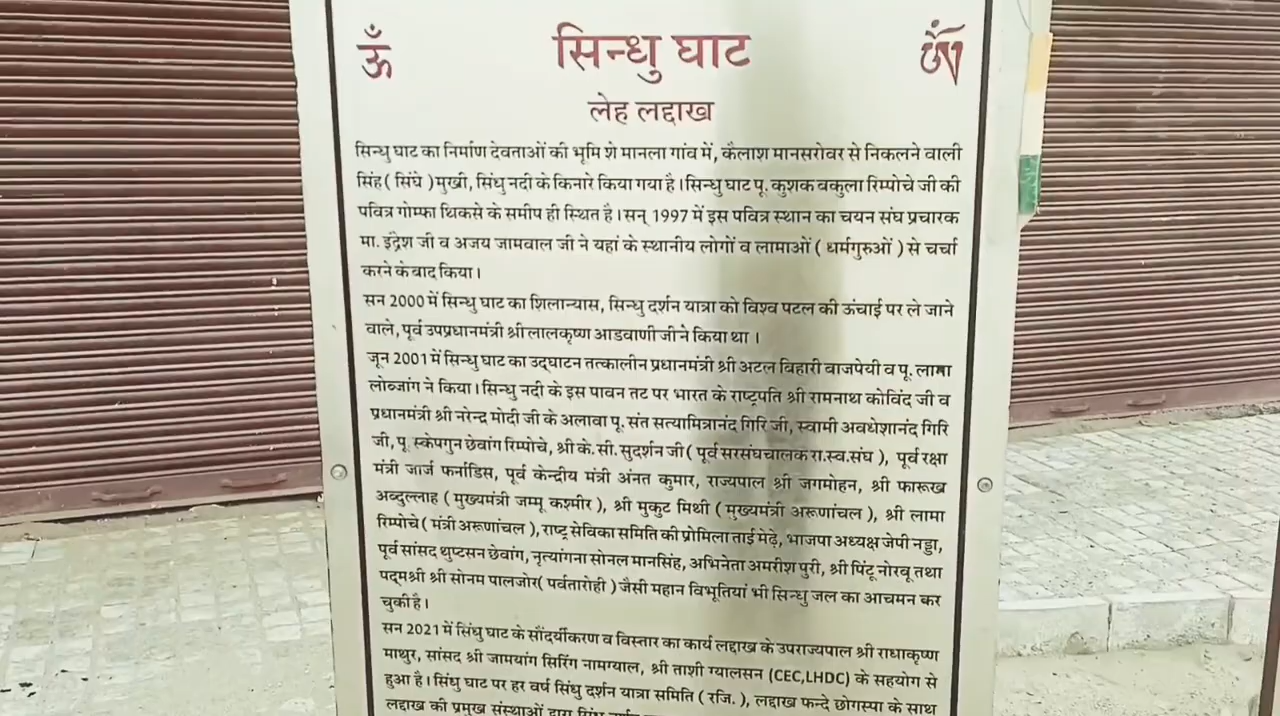 ॐ सिन्धु घाट ॐ
लेह लद्दाख
सिन्धु घाट का निर्माण देवताओं की भूमि शे मानला गांव में, कैलाश मानसरोवर से निकलने वाली
सिंह ( सिंघे ) मुखी, सिंधु नदी के किनारे किया गया है । सिन्धु घाट पू. कुशक बकुला रिम्पोचे जी की
पवित्र गोम्फा थिकसे के समीप ही स्थित है । सन् 1997 में इस पवित्र स्थान का चयन संघ प्रचारक
मा. इंद्रेश जी व अजय जामवाल जी ने यहां के स्थानीय लोगों व लामाओं ( धर्मगुरुओं ) से चर्चा
करने के बाद किया ।
सन 2000 में सिन्धु घाट का शिलान्यास, सिन्धु दर्शन यात्रा को विश्व पटल की ऊंचाई पर ले जाने
वाले, पूर्व उपप्रधानमंत्री श्री लालकृष्ण आडवाणी जी ने किया था ।
जून 2001 में सिन्धु घाट का उद्घाटन तत्कालीन प्रधानमंत्री श्री अटल विहारी वाजपेयी व पू. लामा
लोब्जांग ने किया । सिन्धु नदी के इस पावन तट पर भारत के राष्ट्रपति श्री रामनाथ कोविंद जी व
प्रधानमंत्री श्री नरेन्द्र मोदी जी के अलावा पू. संत सत्यामित्रानंद गिरि जी, स्वामी अवधेशानंद गिरि
जी, पू. स्केपगुन छेवांग रिम्पोचे, श्री के. सी. सुदर्शन जी ( पूर्व सरसंघचालक रा.स्व.संघ ), पूर्व रक्षा
मंत्री जार्ज फर्नाडिस, पूर्व केन्द्रीय मंत्री अंनत कुमार, राज्यपाल श्री जगमोहन, श्री फारूख
अब्दुल्लाह ( मुख्यमंत्री जम्मू कश्मीर ), श्री मुकुट मिथी ( मुख्यमंत्री अरूणांचल ), श्री लामा
रिम्पोचे ( मंत्री अरूणांचल ), राष्ट्र सेविका समिति की प्रोमिला ताई मेढ़े, भाजपा अध्यक्ष जेपी नड्डा,
पूर्व सांसद थुप्टसन छेवांग, नृत्यांगना सोनल मानसिंह, अभिनेता अमरीश पुरी, श्री पिंटू नोरबू तथा
पद्मश्री श्री सोनम पालजोर( पर्वतारोही ) जैसी महान विभूतियां भी सिन्धु जल का आचमन कर
चुकी है ।
सन 2021 में सिंधु घाट के सौंदर्यीकरण व विस्तार का कार्य लद्दाख के उपराज्यपाल श्री राधाकृष्ण
माथुर, सांसद श्री जामयांग सिरिंग नामग्याल, श्री ताशी ग्यालसन (CEC,LHDC) के सहयोग से
हुआ है । सिंधु घाट पर हर वर्ष सिंधु दर्शन यात्रा समिति ( रजि. ), लद्दाख फन्दे छोगस्पा के साथ
लद्दाख की प्रमुख संस्थाओं द्वारा